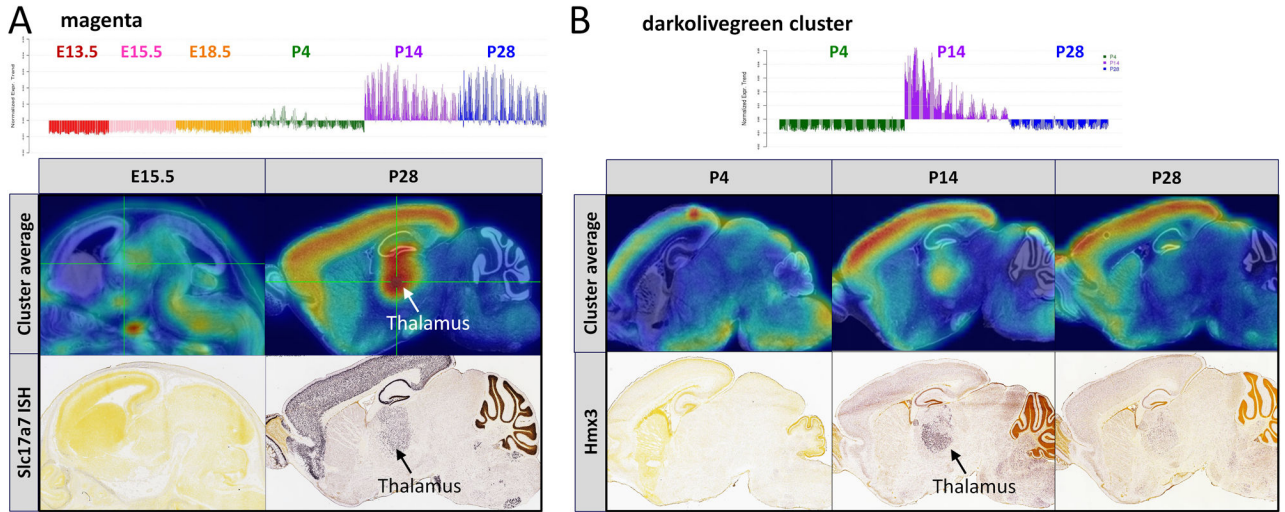 A magenta
E13.5 E15.5 E18.5 P4 P14 P28
Normalized Expr. Trend
E15.5 P28
Cluster average
Thalamus
Slc17a7 ISH
Thalamus
B darkolivegreen cluster
P4 P14 P28
P4
P14
P28
Normalized Expr. Trend
P4 P14 P28
Cluster average
Hmx3
Thalamus